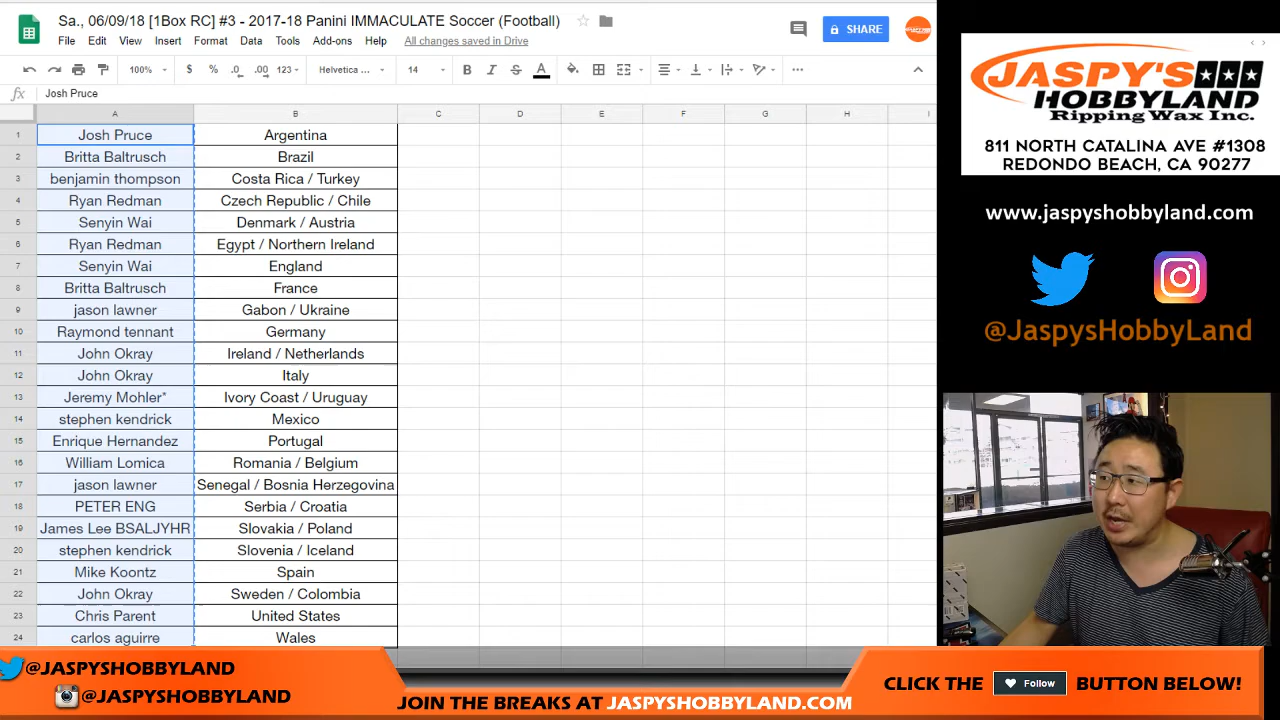 Sa., 06/09/18 [1Box RC] #3 - 2017-18 Panini IMMACULATE Soccer (Football)
File Edit View Insert Format Data Tools Add-ons Help All changes saved in Drive
SHARE
100% $ % .0 .00 123 Helvetica ... 14 B I S A
fx Josh Pruce
A B C D E F G H I
1 Josh Pruce Argentina
2 Britta Baltrusch Brazil
3 benjamin thompson Costa Rica / Turkey
4 Ryan Redman Czech Republic / Chile
5 Senyin Wai Denmark / Austria
6 Ryan Redman Egypt / Northern Ireland
7 Senyin Wai England
8 Britta Baltrusch France
9 jason lawner Gabon / Ukraine
10 Raymond tennant Germany
11 John Okray Ireland / Netherlands
12 John Okray Italy
13 Jeremy Mohler* Ivory Coast / Uruguay
14 stephen kendrick Mexico
15 Enrique Hernandez Portugal
16 William Lomica Romania / Belgium
17 jason lawner Senegal / Bosnia Herzegovina
18 PETER ENG Serbia / Croatia
19 James Lee BSALJYHR Slovakia / Poland
20 stephen kendrick Slovenia / Iceland
21 Mike Koontz Spain
22 John Okray Sweden / Colombia
23 Chris Parent United States
24 carlos aguirre Wales
JASPY'S
HOBBYLAND
Ripping Wax Inc.
811 NORTH CATALINA AVE #1308
REDONDO BEACH, CA 90277
www.jaspyshobbyland.com
@JaspysHobbyLand
@JASPYSHOBBYLAND
@JASPYSHOBBYLAND
JOIN THE BREAKS AT JASPYSHOBBYLAND.COM
CLICK THE Follow BUTTON BELOW!